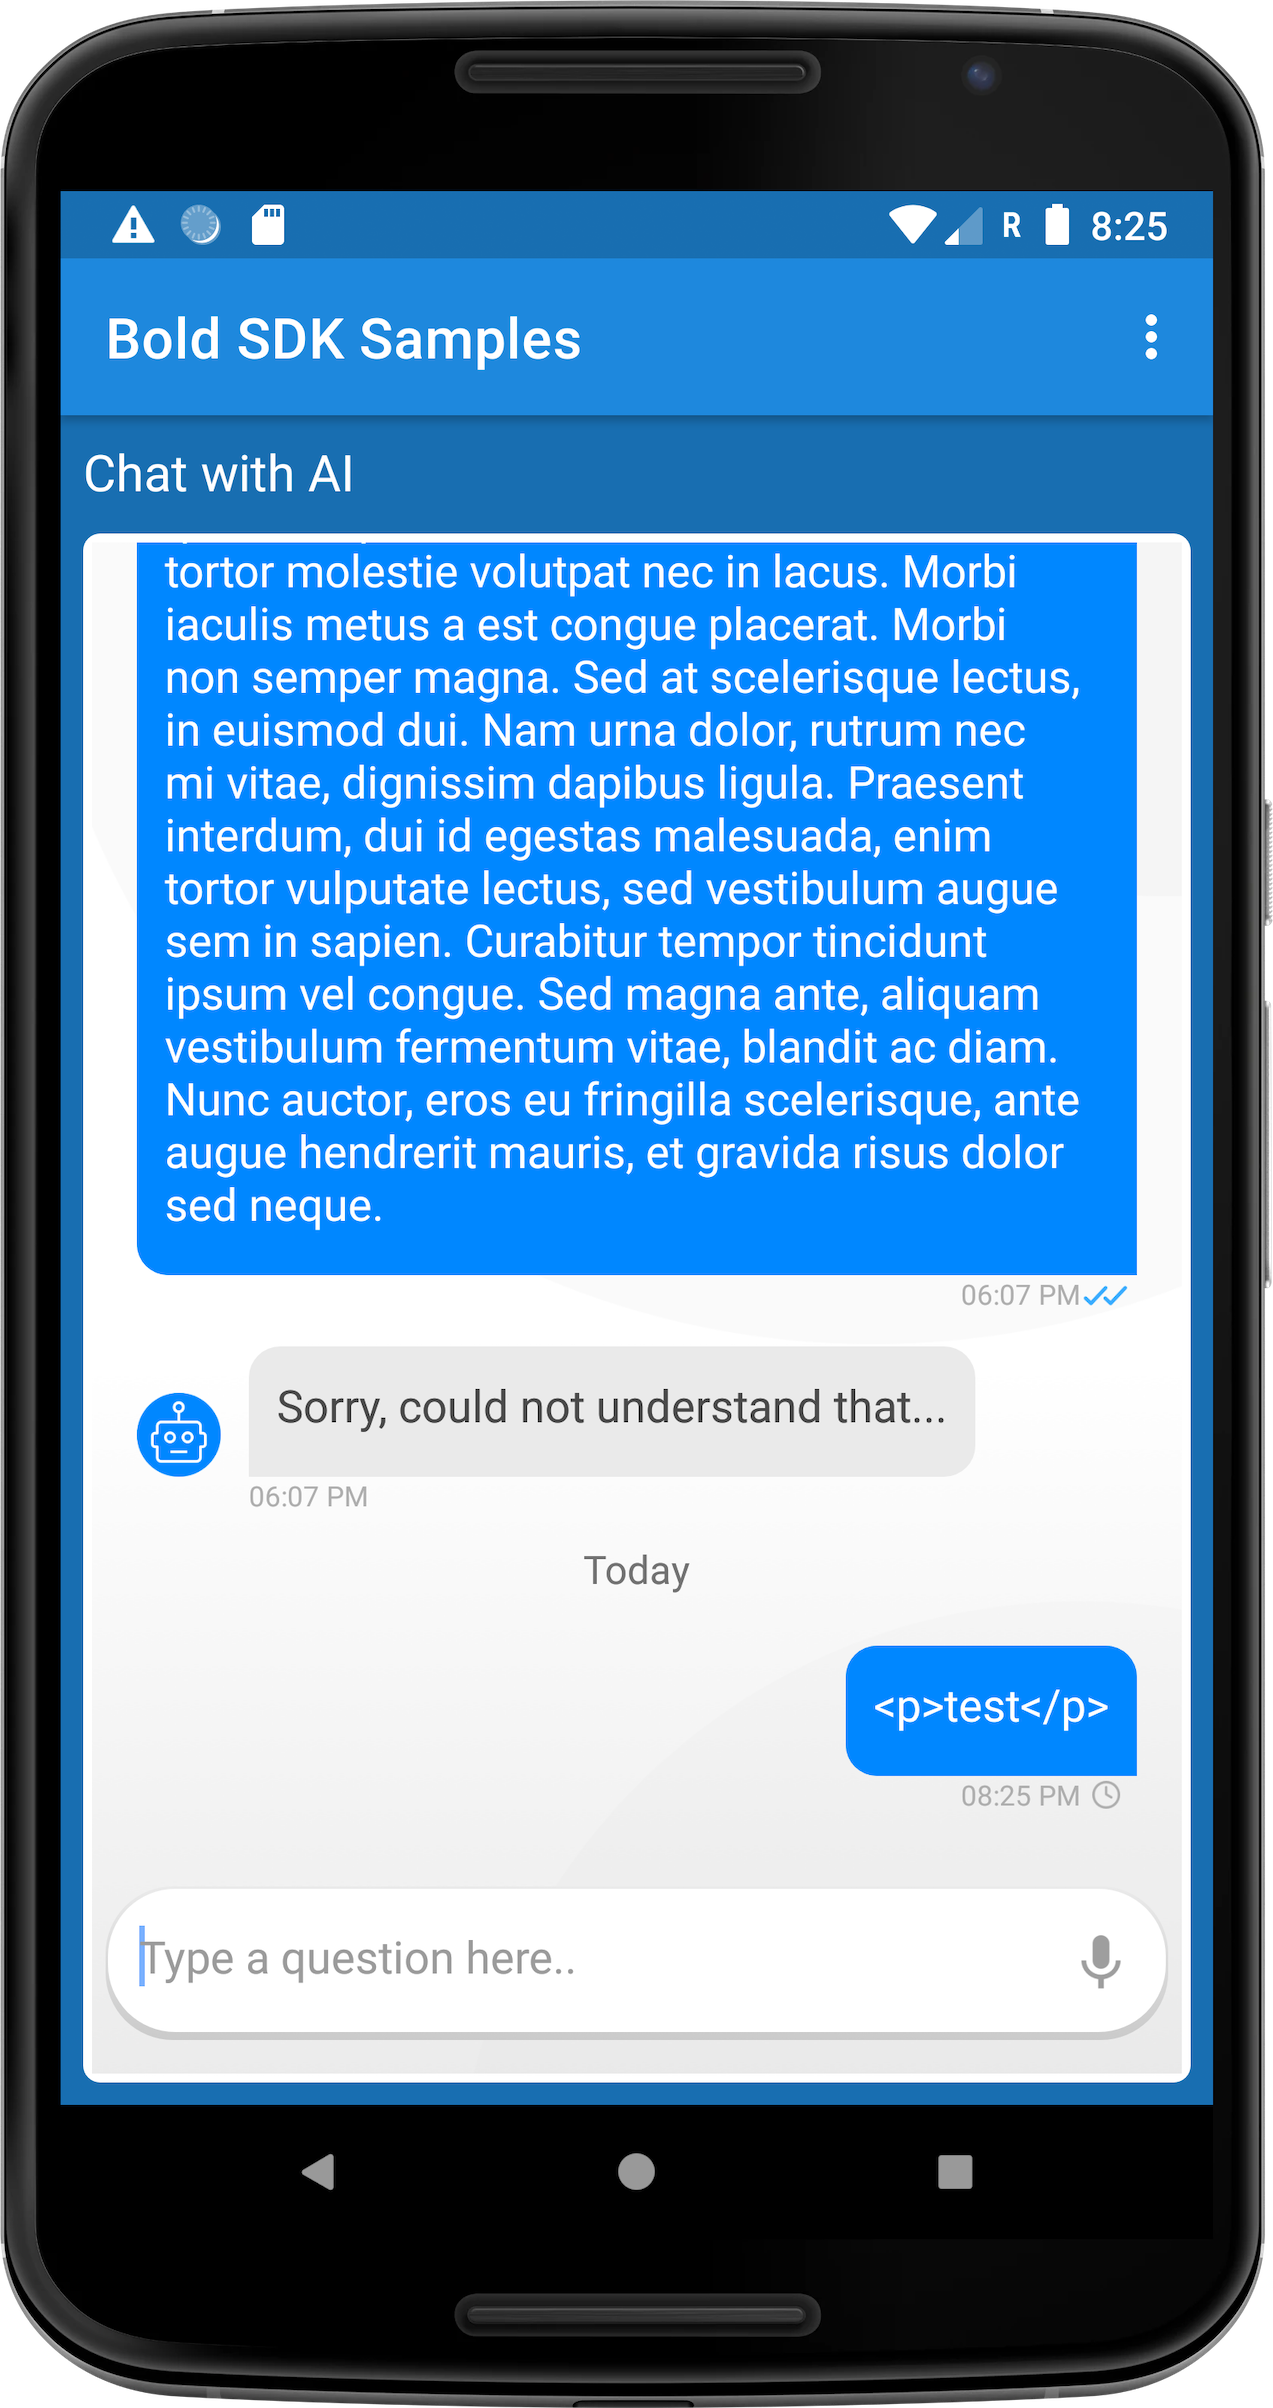 R 8:25
Bold SDK Samples
Chat with AI
tortor molestie volutpat nec in lacus. Morbi
iaculis metus a est congue placerat. Morbi
non semper magna. Sed at scelerisque lectus,
in euismod dui. Nam urna dolor, rutrum nec
mi vitae, dignissim dapibus ligula. Praesent
interdum, dui id egestas malesuada, enim
tortor vulputate lectus, sed vestibulum augue
sem in sapien. Curabitur tempor tincidunt
ipsum vel congue. Sed magna ante, aliquam
vestibulum fermentum vitae, blandit ac diam.
Nunc auctor, eros eu fringilla scelerisque, ante
augue hendrerit mauris, et gravida risus dolor
sed neque.
06:07 PM
Sorry, could not understand that...
06:07 PM
Today
<p>test</p>
08:25 PM
Type a question here..